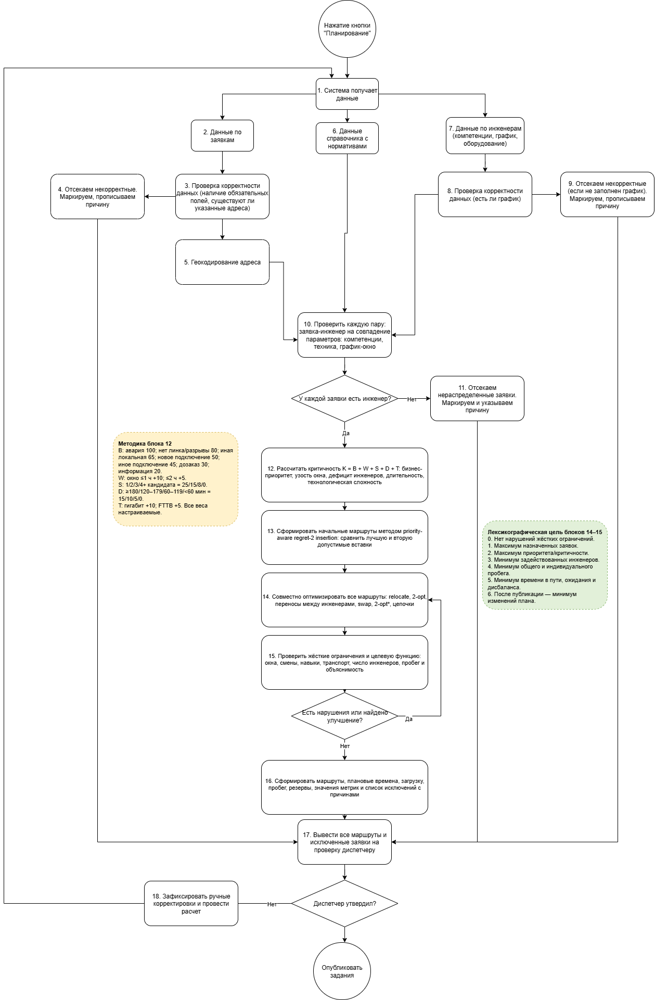 Нажатие кнопки
"Планирование"
1. Система получает
данные
2. Данные по
заявкам
6. Данные
справочника с
нормативами
7. Данные по инженерам
(компетенции, график,
оборудование)
4. Отсекаем некорректные.
Маркируем, прописываем
причину
3. Проверка корректности
данных (наличие обязательных
полей, существуют ли
указанные адреса)
8. Проверка корректности
данных (есть ли график)
9. Отсекаем некорректные
(если не заполнен график).
Маркируем, прописываем
причину
5. Геокодирование адреса
10. Проверить каждую пару:
заявка-инженер на совпадение
параметров: компетенции,
техника, график-окно
У каждой заявки есть инженер?
Нет
11. Отсекаем
нераспределенные заявки.
Маркируем и указываем
причину
Да
Методика блока 12
B: авария 100; нет линка/разрывы 80; иная
локальная 65; новое подключение 50;
иное подключение 45; дозаказ 30;
информация 20.
W: окно ≤1 ч +10; ≤2 ч +5.
S: 1/2/3/4+ кандидата = 25/15/8/0.
D: ≥180/120–179/60–119/<60 мин =
15/10/5/0.
T: гигабит +10; FTTB +5. Все веса
настраиваемые.
12. Рассчитать критичность K = B + W + S + D + T: бизнес-
приоритет, узость окна, дефицит инженеров, длительность,
технологическая сложность
13. Сформировать начальные маршруты методом priority-
aware regret-2 insertion: сравнить лучшую и вторую
допустимые вставки
Лексикографическая цель блоков 14–15
0. Нет нарушений жёстких ограничений.
1. Максимум назначенных заявок.
2. Максимум приоритета/критичности.
3. Минимум задействованных инженеров.
4. Минимум общего и индивидуального
пробега.
5. Минимум времени в пути, ожидания и
дисбаланса.
6. После публикации — минимум
изменений плана.
14. Совместно оптимизировать все маршруты: relocate, 2-opt,
переносы между инженерами, swap, 2-opt*, цепочки
15. Проверить жёсткие ограничения и целевую функцию:
окна, смены, навыки, транспорт, число инженеров, пробег и
объяснимость
Есть нарушения или найдено
улучшение?
Да
Нет
16. Сформировать маршруты, плановые времена, загрузку,
пробег, резервы, значения метрик и список исключений с
причинами
17. Вывести все маршруты и
исключенные заявки на
проверку диспетчеру
18. Зафиксировать ручные
корректировки и провести
расчет
Нет
Диспетчер утвердил?
Опубликовать
задания